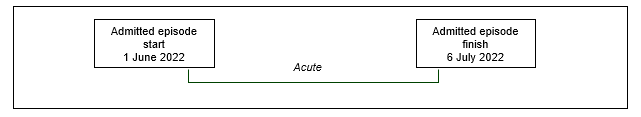 Admitted episode
start
1 June 2022
Admitted episode
finish
6 July 2022
Acute